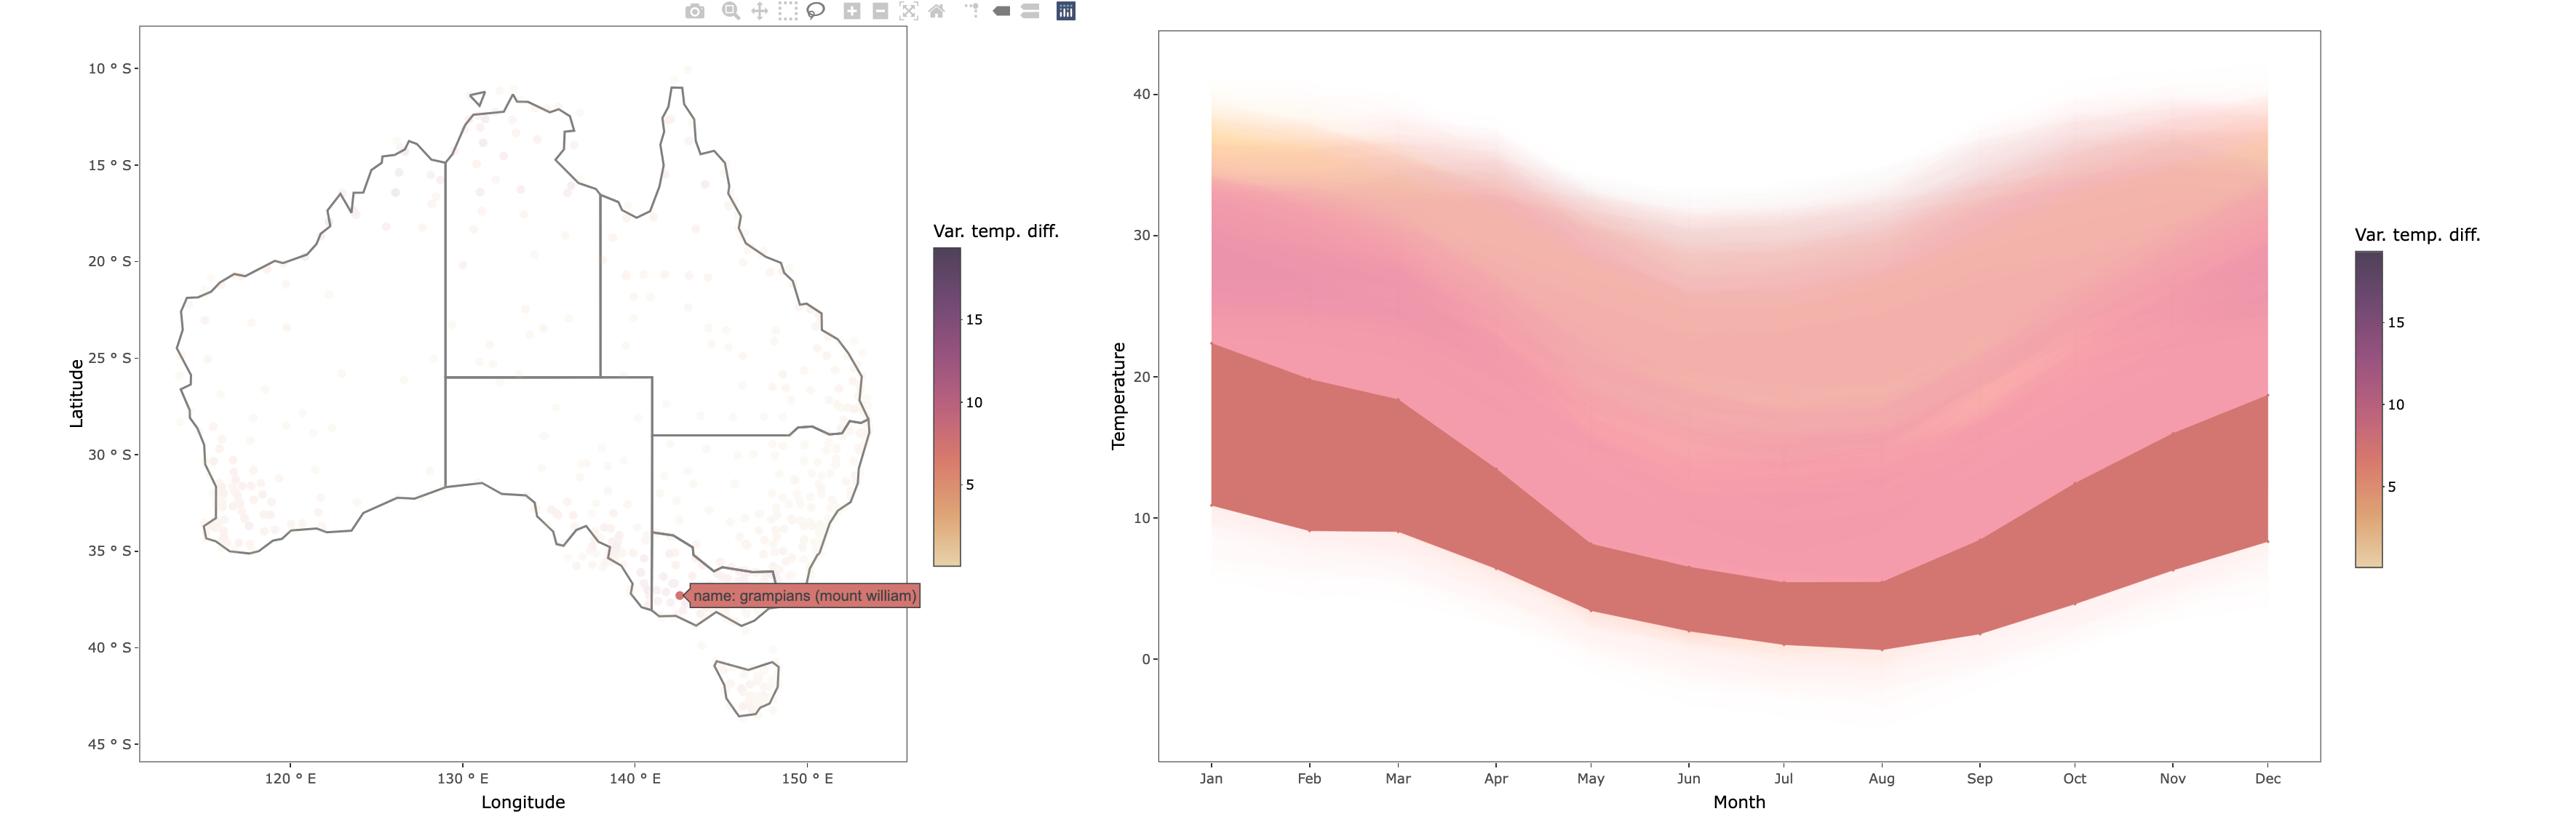 10 ° S
15 ° S
20 ° S
25 ° S
30 ° S
35 ° S
40 ° S
45 ° S
Latitude
120 ° E
130 ° E
140 ° E
150 ° E
Longitude
name: grampians (mount william)
Var. temp. diff.
15
10
5
40
30
20
10
0
Temperature
Jan
Feb
Mar
Apr
May
Jun
Jul
Aug
Sep
Oct
Nov
Dec
Month
Var. temp. diff.
15
10
5